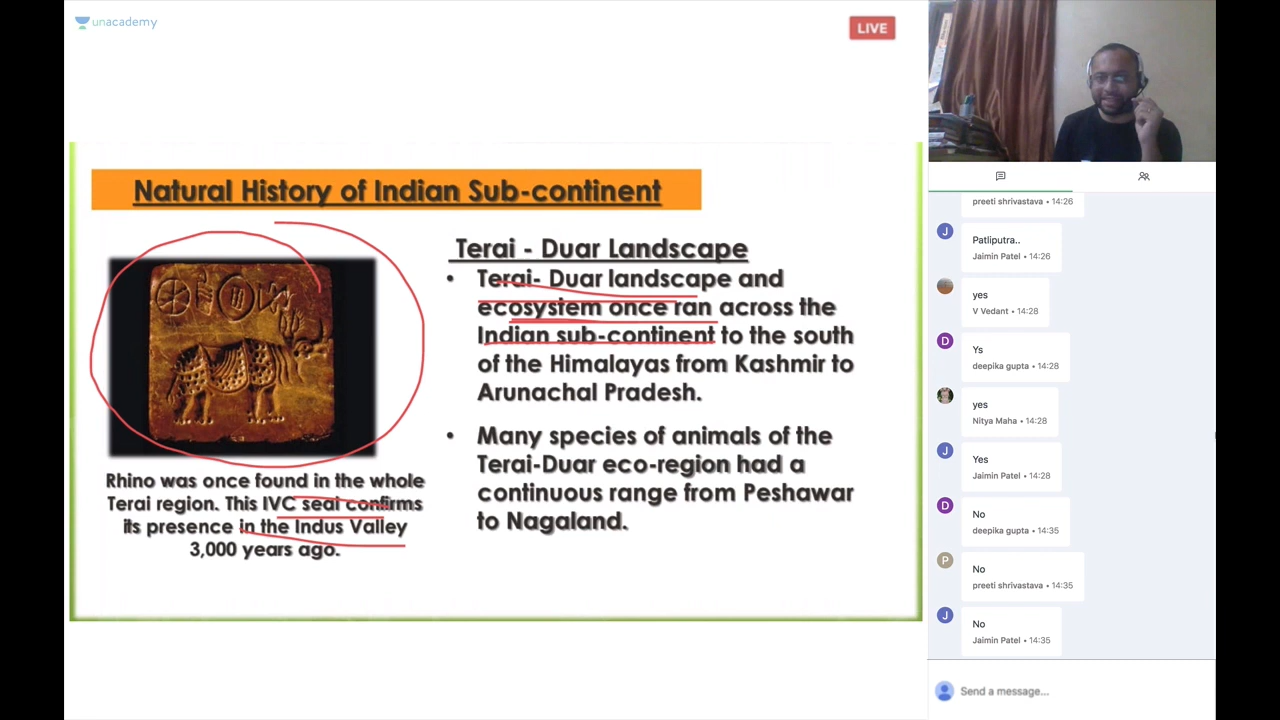 unacademy
LIVE
Natural History of Indian Sub-continent
Terai - Duar Landscape
• Terai- Duar landscape and
ecosystem once ran across the
Indian sub-continent to the south
of the Himalayas from Kashmir to
Arunachal Pradesh.
• Many species of animals of the
Terai-Duar eco-region had a
continuous range from Peshawar
to Nagaland.
Rhino was once found in the whole
Terai region. This IVC seal confirms
its presence in the Indus Valley
3,000 years ago.
preeti shrivastava • 14:26
J
Patliputra..
Jaimin Patel • 14:26
yes
V Vedant • 14:28
D
Ys
deepika gupta • 14:28
yes
Nitya Maha • 14:28
J
Yes
Jaimin Patel • 14:28
D
No
deepika gupta • 14:35
P
No
preeti shrivastava • 14:35
J
No
Jaimin Patel • 14:35
Send a message...